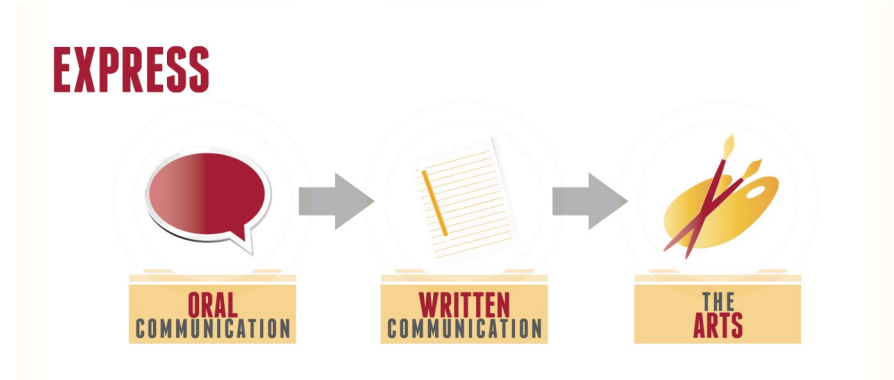 EXPRESS
ORAL
COMMUNICATION
WRITTEN
COMMUNICATION
THE
ARTS